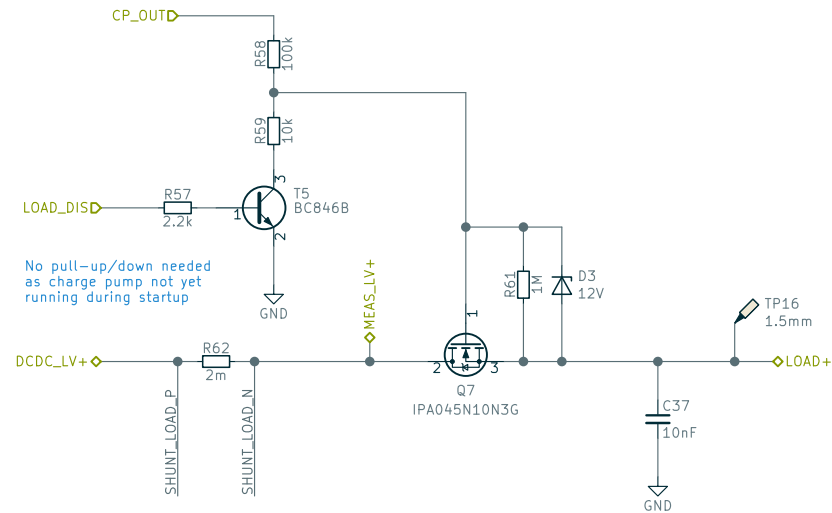 CP_OUT
R58
100k
R59
10k
3
T5
BC846B
LOAD_DIS
R57
2.2k
1
2
No pull-up/down needed
as charge pump not yet
running during startup
GND
MEAS_LV+
R61
1M
D3
12V
1
TP16
1.5mm
DCDC_LV+
R62
2m
2
3
LOAD+
Q7
IPA045N10N3G
SHUNT_LOAD_P
SHUNT_LOAD_N
C37
10nF
GND